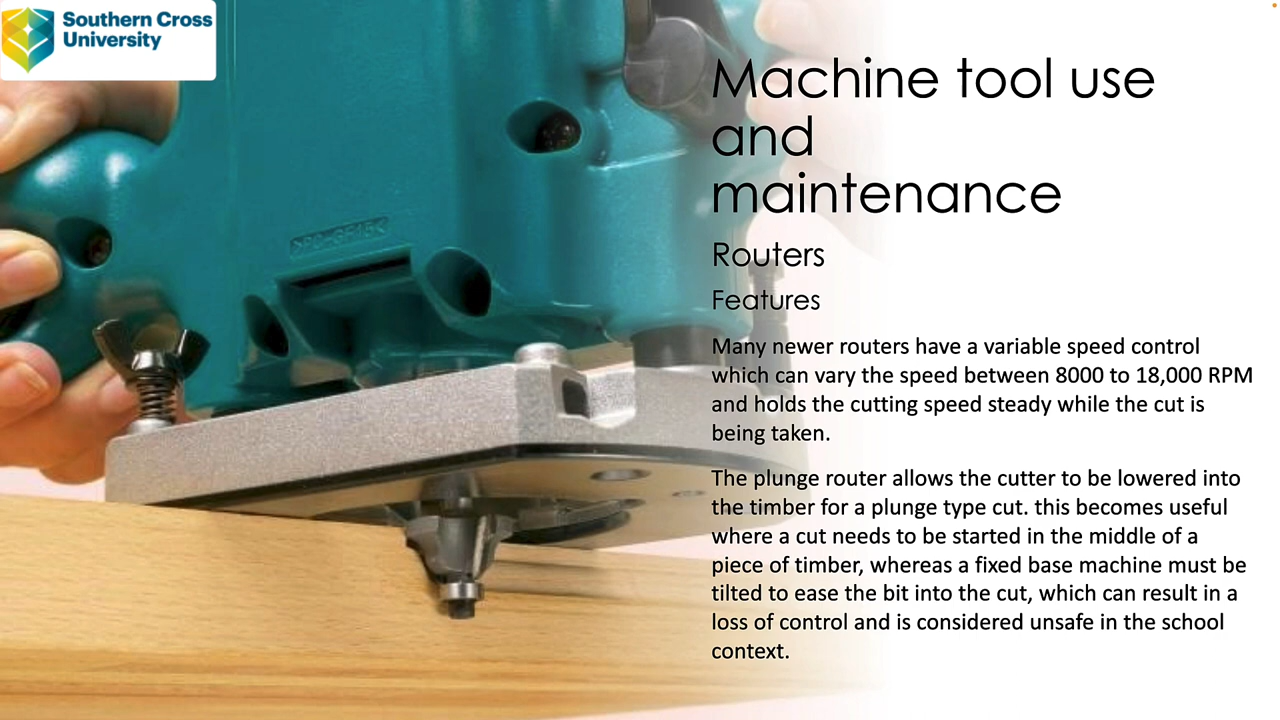 Southern Cross
University
Machine tool use
and
maintenance
Routers
Features
Many newer routers have a variable speed control
which can vary the speed between 8000 to 18,000 RPM
and holds the cutting speed steady while the cut is
being taken.
The plunge router allows the cutter to be lowered into
the timber for a plunge type cut. this becomes useful
where a cut needs to be started in the middle of a
piece of timber, whereas a fixed base machine must be
tilted to ease the bit into the cut, which can result in a
loss of control and is considered unsafe in the school
context.